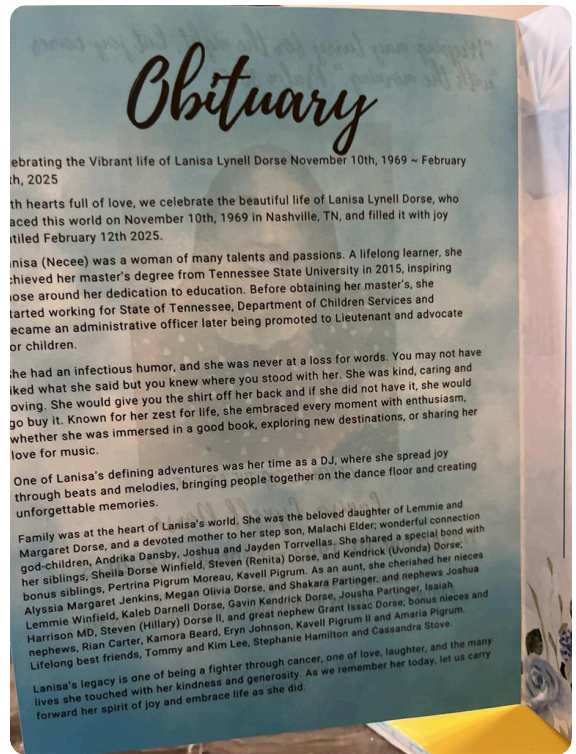 Obituary
ebrating the Vibrant life of Lanisa Lynell Dorse November 10th, 1969 ~ February
th, 2025
th hearts full of love, we celebrate the beautiful life of Lanisa Lynell Dorse, who
aced this world on November 10th, 1969 in Nashville, TN, and filled it with joy
ntiled February 12th 2025.
anisa (Necee) was a woman of many talents and passions. A lifelong learner, she
chieved her master's degree from Tennessee State University in 2015, inspiring
ose around her dedication to education. Before obtaining her master's, she
tarted working for State of Tennessee, Department of Children Services and
ecame an administrative officer later being promoted to Lieutenant and advocate
or children.
he had an infectious humor, and she was never at a loss for words. You may not have
iked what she said but you knew where you stood with her. She was kind, caring and
oving. She would give you the shirt off her back and if she did not have it, she would
go buy it. Known for her zest for life, she embraced every moment with enthusiasm,
whether she was immersed in a good book, exploring new destinations, or sharing her
love for music.
One of Lanisa's defining adventures was her time as a DJ, where she spread joy
through beats and melodies, bringing people together on the dance floor and creating
unforgettable memories.
Family was at the heart of Lanisa's world. She was the beloved daughter of Lemmie and
Margaret Dorse, and a devoted mother to her step son, Malachi Elder; wonderful connection
god-children, Andrika Dansby, Joshua and Jayden Torrvellas. She shared a special bond with
her siblings, Sheila Dorse Winfield, Steven (Renita) Dorse, and Kendrick (Uvonda) Dorse;
bonus siblings, Pertrina Pigrum Moreau, Kavell Pigrum. As an aunt, she cherished her nieces
Alyssia Margaret Jenkins, Megan Olivia Dorse, and Shakara Partinger, and nephews Joshua
Lemmie Winfield, Kaleb Darnell Dorse, Gavin Kendrick Dorse, Jousha Partinger, Isaiah
Harrison MD, Steven (Hillary) Dorse II, and great nephew Grant Issac Dorse; bonus nieces and
nephews, Rian Carter, Kamora Beard, Eryn Johnson, Kavell Pigrum II and Amaria Pigrum.
Lifelong best friends, Tommy and Kim Lee, Stephanie Hamilton and Cassandra Stove.
Lanisa's legacy is one of being a fighter through cancer, one of love, laughter, and the many
lives she touched with her kindness and generosity. As we remember her today, let us carry
forward her spirit of joy and embrace life as she did.